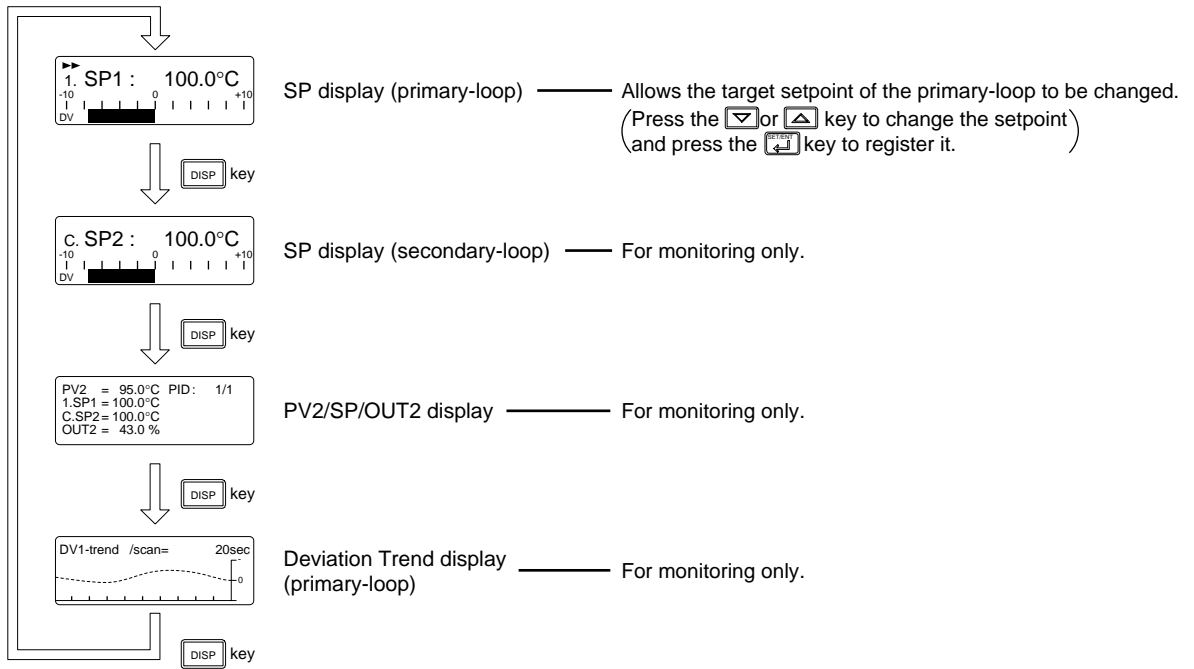 1. SP1 : 100.0°C
-10 0 +10
DV
SP display (primary-loop)
Allows the target setpoint of the primary-loop to be changed.
(Press the ▽ or △ key to change the setpoint
and press the SET/ENT key to register it.)
DISP key
C. SP2 : 100.0°C
-10 0 +10
DV
SP display (secondary-loop)
For monitoring only.
DISP key
PV2 = 95.0°C PID : 1/1
1.SP1 = 100.0°C
C.SP2 = 100.0°C
OUT2 = 43.0 %
PV2/SP/OUT2 display
For monitoring only.
DISP key
DV1-trend /scan= 20sec
0
Deviation Trend display
(primary-loop)
For monitoring only.
DISP key